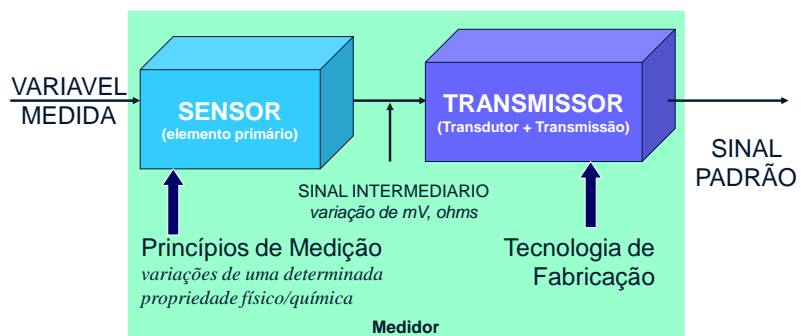 VARIAVEL
MEDIDA
SENSOR
(elemento primário)
TRANSMISSOR
(Transdutor + Transmissão)
SINAL
PADRÃO
SINAL INTERMEDIARIO
variação de mV, ohms
Princípios de Medição
variações de uma determinada
propriedade físico/química
Tecnologia de
Fabricação
Medidor